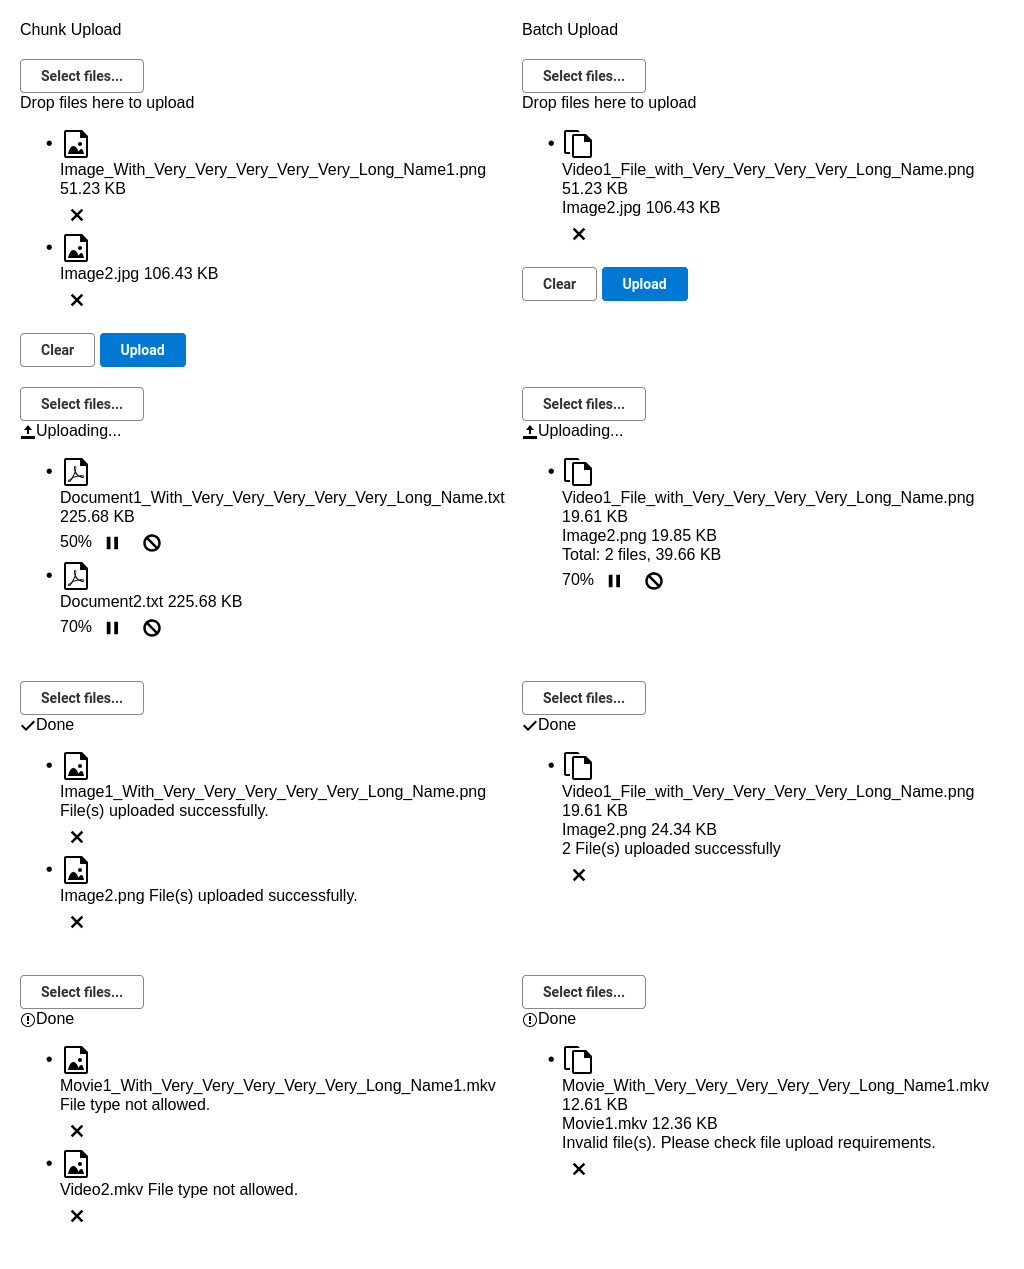 Chunk Upload
Select files...
Drop files here to upload
Image_With_Very_Very_Very_Very_Very_Long_Name1.png
51.23 KB
Image2.jpg 106.43 KB
Clear
Upload
Batch Upload
Select files...
Drop files here to upload
Video1_File_with_Very_Very_Very_Very_Long_Name.png
51.23 KB
Image2.jpg 106.43 KB
Clear
Upload
Select files...
Uploading...
Document1_With_Very_Very_Very_Very_Very_Long_Name.txt
225.68 KB
50%
Document2.txt 225.68 KB
70%
Select files...
Uploading...
Video1_File_with_Very_Very_Very_Very_Long_Name.png
19.61 KB
Image2.png 19.85 KB
Total: 2 files, 39.66 KB
70%
Select files...
Done
Image1_With_Very_Very_Very_Very_Very_Long_Name.png
File(s) uploaded successfully.
Image2.png File(s) uploaded successfully.
Select files...
Done
Video1_File_with_Very_Very_Very_Very_Long_Name.png
19.61 KB
Image2.png 24.34 KB
2 File(s) uploaded successfully
Select files...
Done
Movie1_With_Very_Very_Very_Very_Very_Long_Name1.mkv
File type not allowed.
Video2.mkv File type not allowed.
Select files...
Done
Movie_With_Very_Very_Very_Very_Very_Long_Name1.mkv
12.61 KB
Movie1.mkv 12.36 KB
Invalid file(s). Please check file upload requirements.